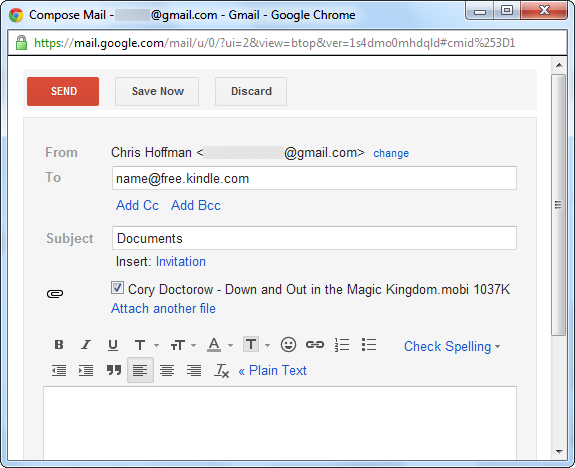 Compose Mail - @gmail.com - Gmail - Google Chrome
https://mail.google.com/mail/u/0/?ui=2&view=btop&ver=1s4dmo0mhdqld#cmid%253D1
SEND Save Now Discard
From Chris Hoffman < @gmail.com> change
To name@free.kindle.com
Add Cc Add Bcc
Subject Documents
Insert: Invitation
Cory Doctorow - Down and Out in the Magic Kingdom.mobi 1037K
Attach another file
B I U T TT A T Check Spelling
« Plain Text